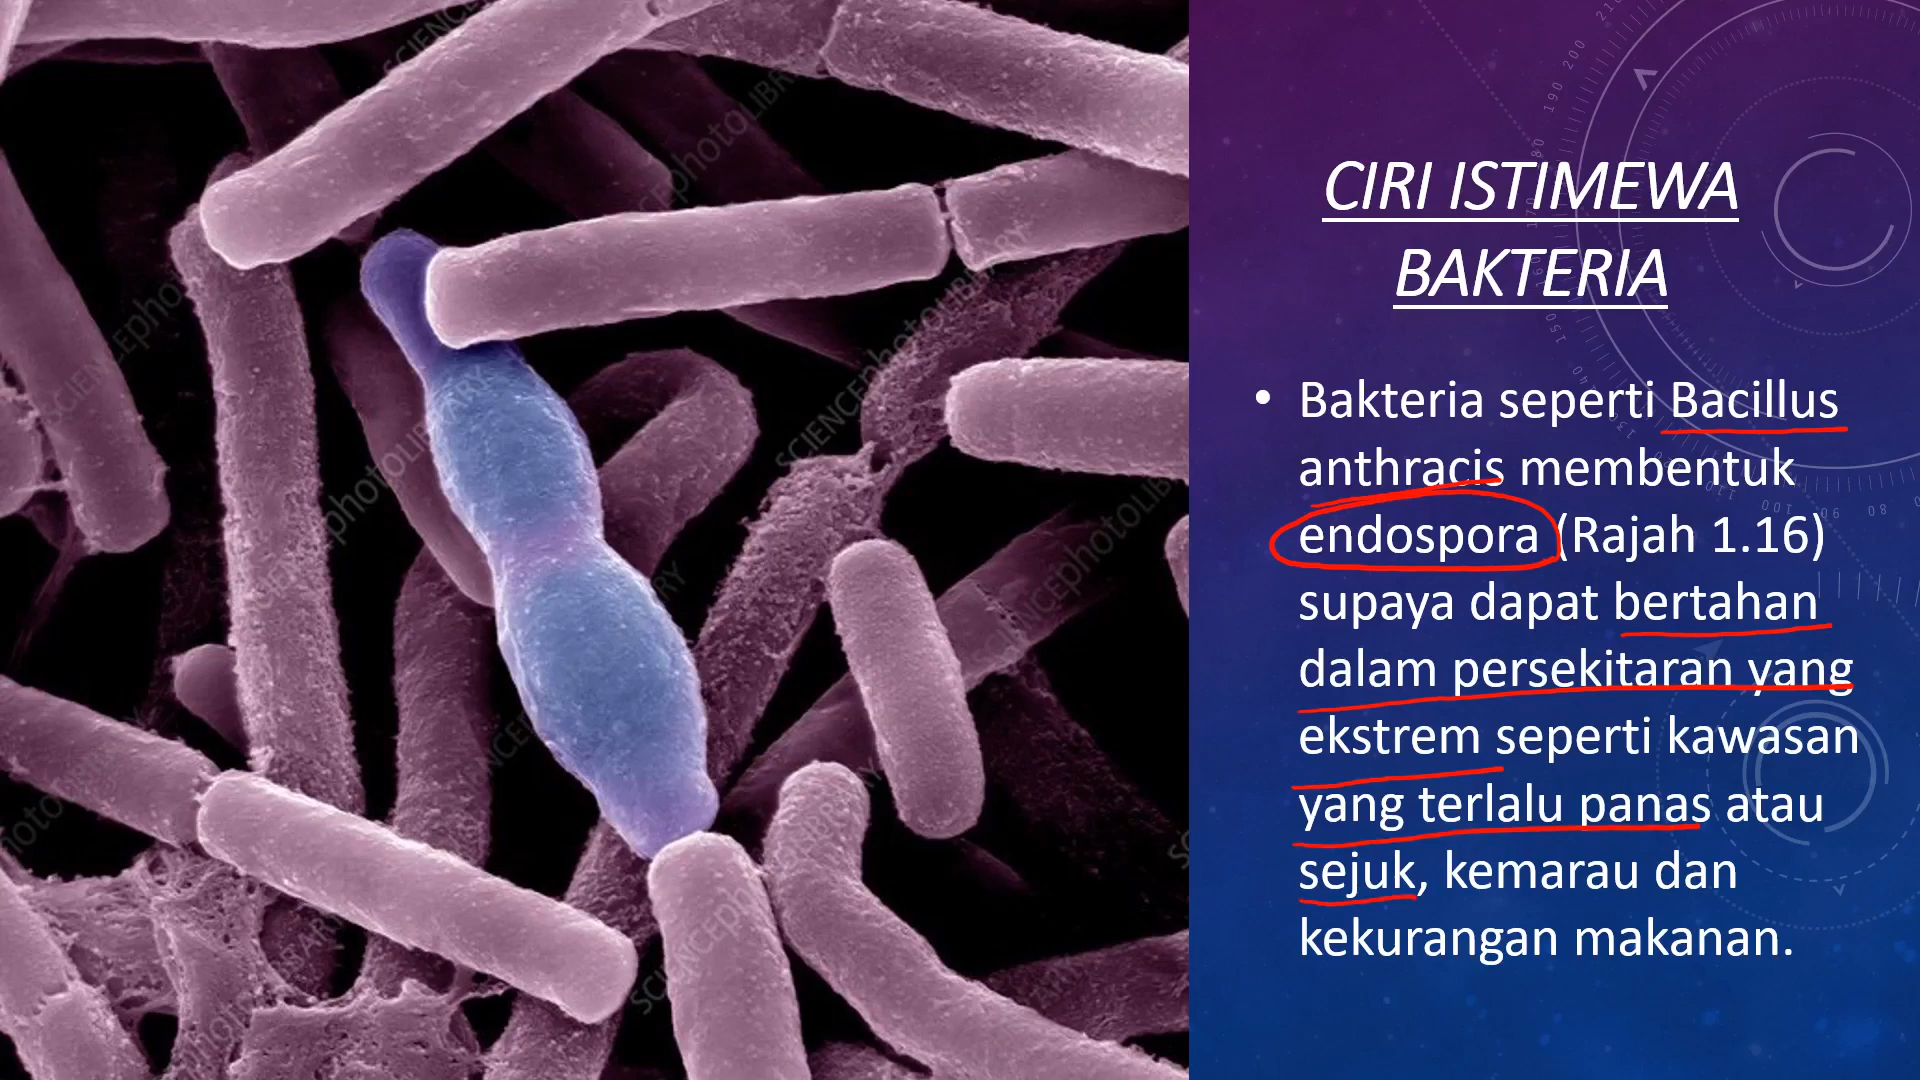 CIRI ISTIMEWA
BAKTERIA
• Bakteria seperti Bacillus
anthracis membentuk
endospora (Rajah 1.16)
supaya dapat bertahan
dalam persekitaran yang
ekstrem seperti kawasan
yang terlalu panas atau
sejuk, kemarau dan
kekurangan makanan.
SCIENCEphotoLIBRARY